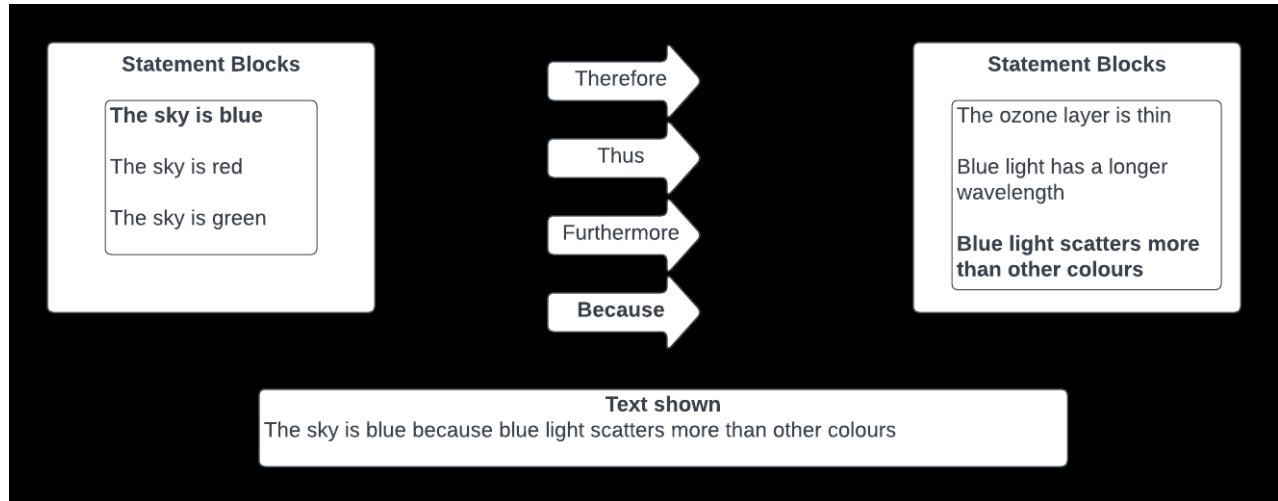 Statement Blocks
The sky is blue
The sky is red
The sky is green
Therefore
Thus
Furthermore
Because
Statement Blocks
The ozone layer is thin
Blue light has a longer
wavelength
Blue light scatters more
than other colours
Text shown
The sky is blue because blue light scatters more than other colours